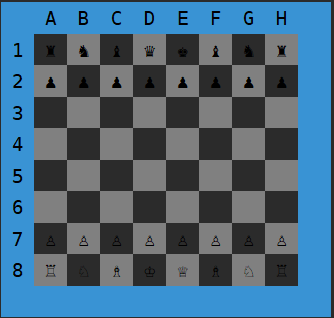 A B C D E F G H
1 ♜ ♞ ♝ ♛ ♚ ♝ ♞ ♜
2 ♟ ♟ ♟ ♟ ♟ ♟ ♟ ♟
3
4
5
6
7 ♙ ♙ ♙ ♙ ♙ ♙ ♙ ♙
8 ♖ ♘ ♗ ♔ ♕ ♗ ♘ ♖